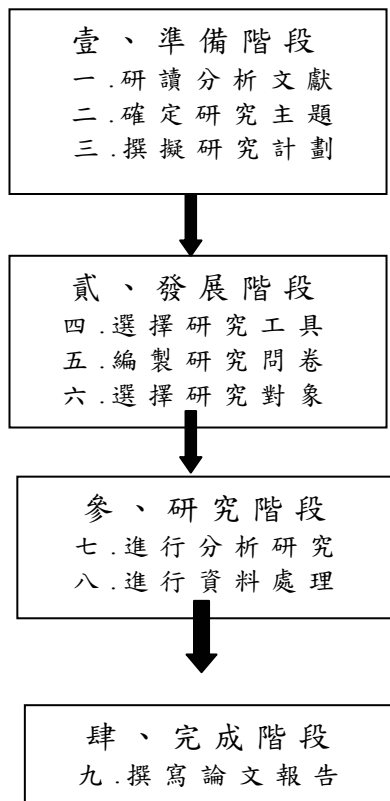 壹、準備階段
一.研讀分析文獻
二.確定研究主題
三.撰擬研究計劃
貳、發展階段
四.選擇研究工具
五.編製研究問卷
六.選擇研究對象
參、研究階段
七.進行分析研究
八.進行資料處理
肆、完成階段
九.撰寫論文報告